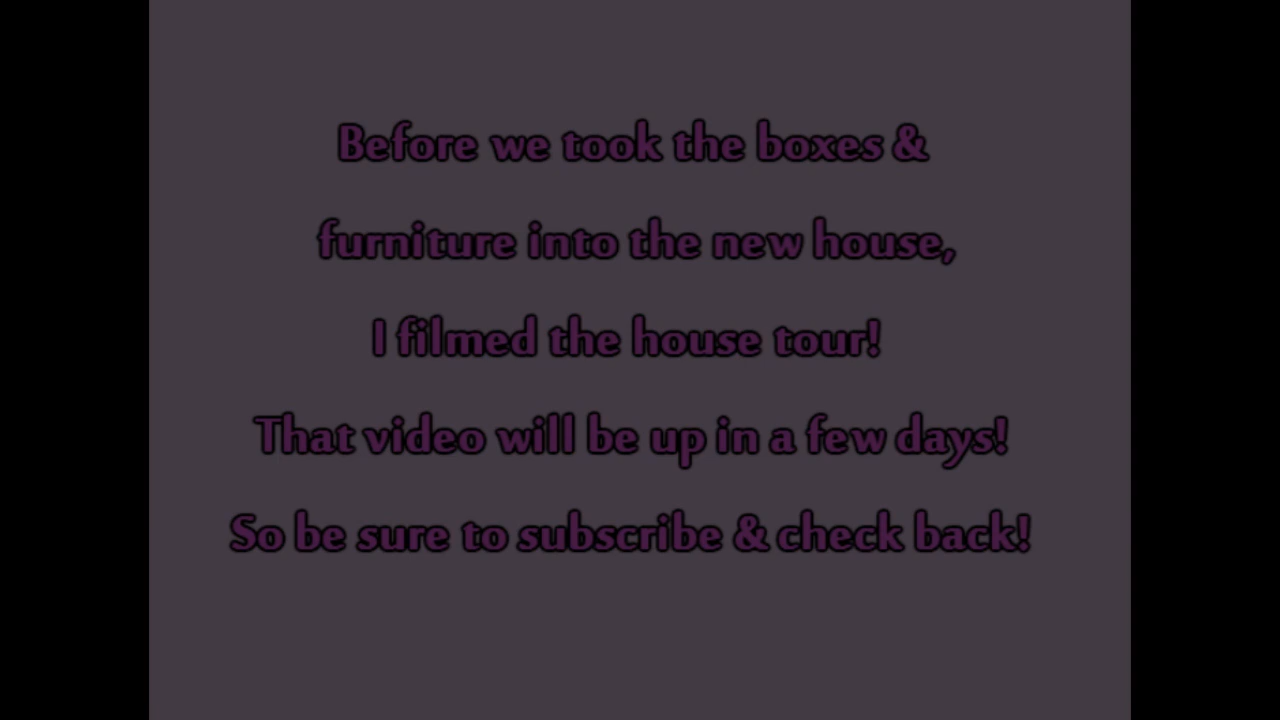 Before we took the boxes &
furniture into the new house,
I filmed the house tour!
That video will be up in a few days!
So be sure to subscribe & check back!